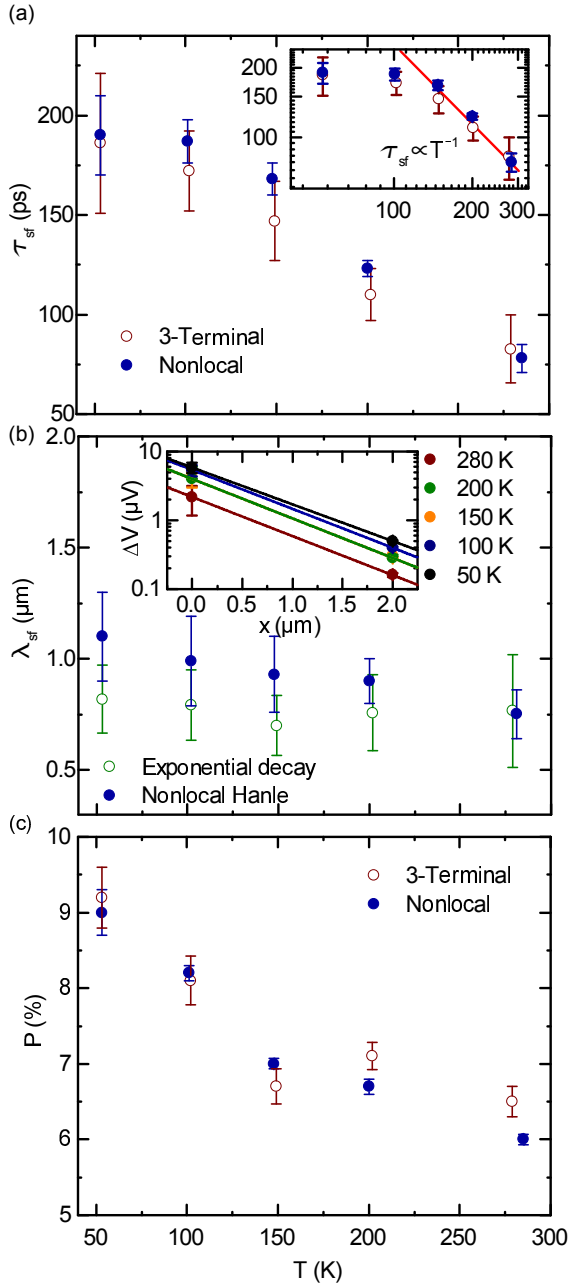 (a)
200
150
100
50
τsf (ps)
200
150
100
τsf∝T⁻¹
100
200
300
3-Terminal
Nonlocal
(b)
2.0
1.5
1.0
0.5
λsf (µm)
10
1
0.1
ΔV (µV)
0.0 0.5 1.0 1.5 2.0
x (µm)
280 K
200 K
150 K
100 K
50 K
Exponential decay
Nonlocal Hanle
(c)
10
9
8
7
6
5
P (%)
3-Terminal
Nonlocal
50 100 150 200 250 300
T (K)